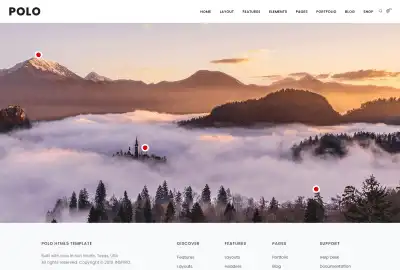 POLO
HOME LAYOUT FEATURES ELEMENTS PAGES PORTFOLIO BLOG SHOP
POLO HTML5 TEMPLATE DISCOVER FEATURES PAGES SUPPORT
Built with love in Fort Worth, Texas, USA Features Layouts Portfolio Help Desk
All rights reserved. Copyright © 2019. INSPIRO. Layouts Headers Blog Documentation